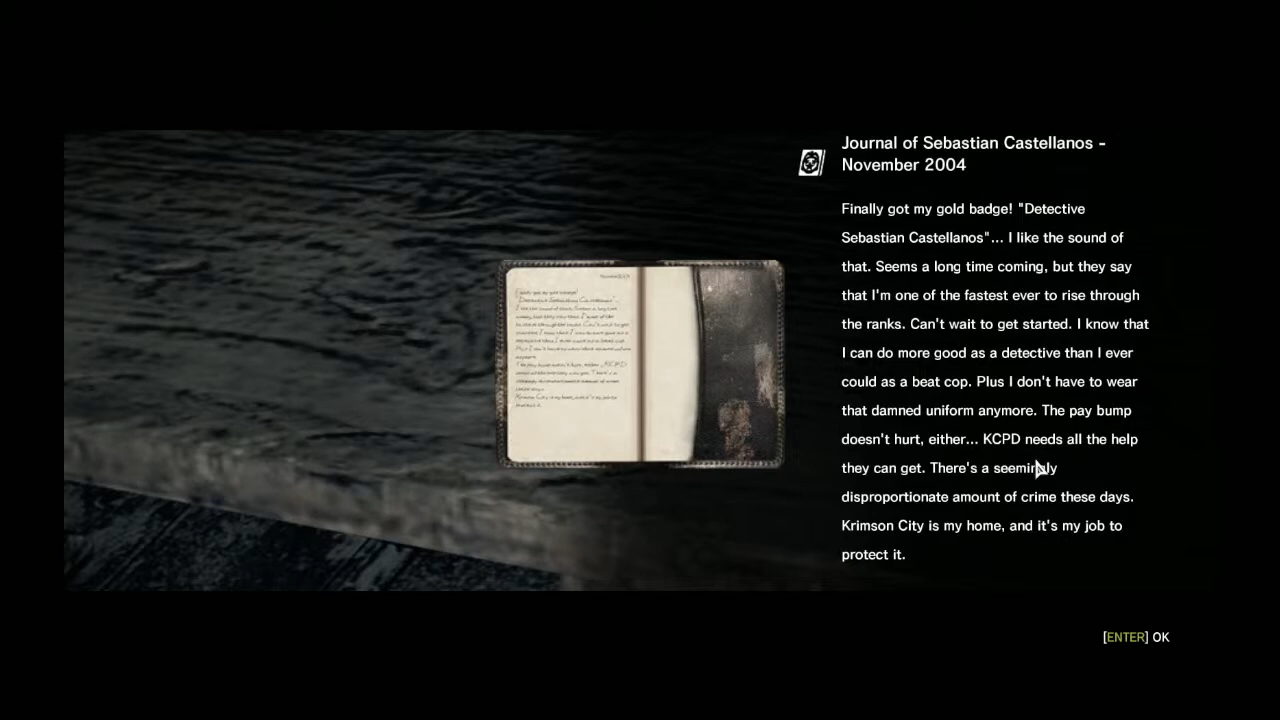 Journal of Sebastian Castellanos -
November 2004
Finally got my gold badge! "Detective
Sebastian Castellanos"... I like the sound of
that. Seems a long time coming, but they say
that I'm one of the fastest ever to rise through
the ranks. Can't wait to get started. I know that
I can do more good as a detective than I ever
could as a beat cop. Plus I don't have to wear
that damned uniform anymore. The pay bump
doesn't hurt, either... KCPD needs all the help
they can get. There's a seemingly
disproportionate amount of crime these days.
Krimson City is my home, and it's my job to
protect it.
[ENTER] OK